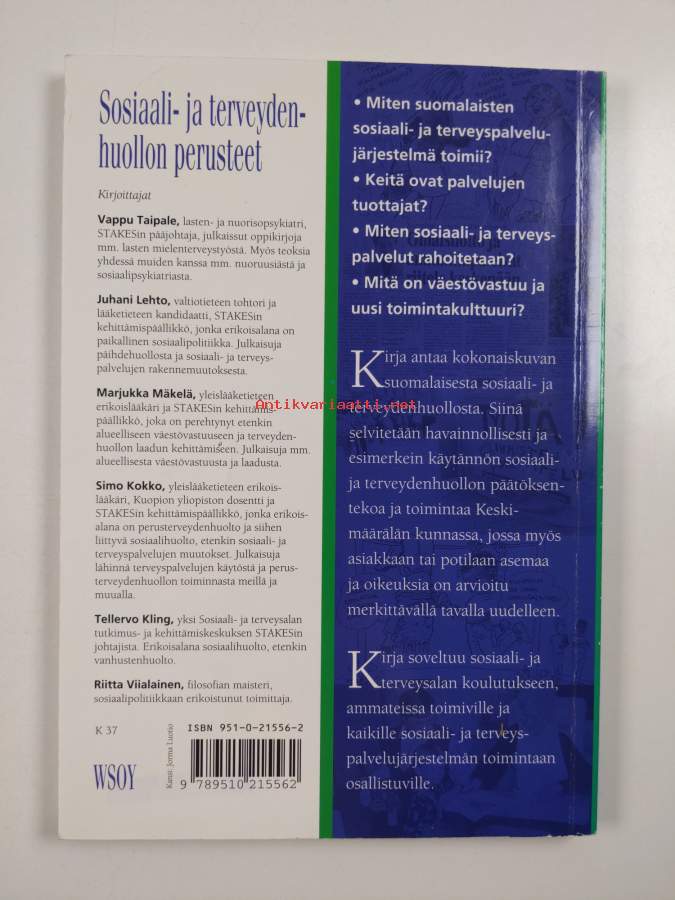 Sosiaali- ja terveyden-
huollon perusteet
Kirjoittajat
Vappu Taipale, lasten- ja nuorisopsykiatri,
STAKESin pääjohtaja, julkaissut oppikirjoja
mm. lasten mielenterveystyöstä. Myös teoksia
yhdessä muiden kanssa mm. nuoruusiästä ja
sosiaalipsykiatriasta.
Juhani Lehto, valtiotieteen tohtori ja
lääketieteen kandidaatti, STAKESin
kehittämispäällikkö, jonka erikoisalana on
paikallinen sosiaalipolitiikka. Julkaisuja
päihdehuollosta ja sosiaali- ja terveys-
palvelujen rakennemuutoksesta.
Marjukka Mäkelä, yleislääketieteen
erikoislääkäri ja STAKESin kehittämis-
päällikkö, joka on perehtynyt etenkin
alueelliseen väestövastuuseen ja terveyden-
huollon laadun kehittämiseen. Julkaisuja mm.
alueellisesta väestövastuusta ja laadusta.
Simo Kokko, yleislääketieteen erikois-
lääkäri, Kuopion yliopiston dosentti ja
STAKESin kehittämispäällikkö, jonka erikois-
alana on perusterveydenhuolto ja siihen
liittyvä sosiaalihuolto, etenkin sosiaali- ja
terveyspalvelujen muutokset. Julkaisuja
lähinnä terveyspalvelujen käytöstä ja perus-
terveydenhuollon toiminnasta meillä ja
muualla.
Tellervo Kling, yksi Sosiaali- ja terveysalan
tutkimus- ja kehittämiskeskuksen STAKESin
johtajista. Erikoisalana sosiaalihuolto, etenkin
vanhustenhuolto.
Riitta Viialainen, filosofian maisteri,
sosiaalipolitiikkaan erikoistunut toimittaja.
K 37
WSOY
Kansi: Jorma Luotio
ISBN 951-0-21556-2
9 789510 215562
• Miten suomalaisten
sosiaali- ja terveyspalvelu-
järjestelmä toimii?
• Keitä ovat palvelujen
tuottajat?
• Miten sosiaali- ja terveys-
palvelut rahoitetaan?
• Mitä on väestövastuu ja
uusi toimintakulttuuri?
Kirja antaa kokonaiskuvan
suomalaisesta sosiaali- ja
terveydenhuollosta. Siinä
selvitetään havainnollisesti ja
esimerkein käytännön sosiaali-
ja terveydenhuollon päätöksen-
tekoa ja toimintaa Keski-
määrälän kunnassa, jossa myös
asiakkaan tai potilaan asemaa
ja oikeuksia on arvioitu
merkittävällä tavalla uudelleen.
Kirja soveltuu sosiaali- ja
terveysalan koulutukseen,
ammateissa toimiville ja
kaikille sosiaali- ja terveys-
palvelujärjestelmän toimintaan
osallistuville.
Antikvariaatti.net